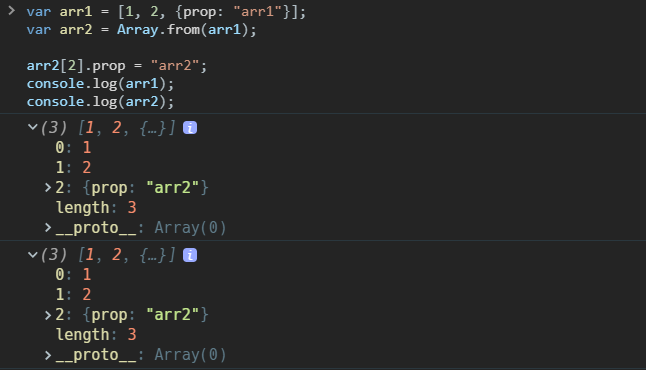 > var arr1 = [1, 2, {prop: "arr1"}];
var arr2 = Array.from(arr1);
arr2[2].prop = "arr2";
console.log(arr1);
console.log(arr2);
(3) [1, 2, {…}] i
0: 1
1: 2
2: {prop: "arr2"}
length: 3
__proto__: Array(0)
(3) [1, 2, {…}] i
0: 1
1: 2
2: {prop: "arr2"}
length: 3
__proto__: Array(0)